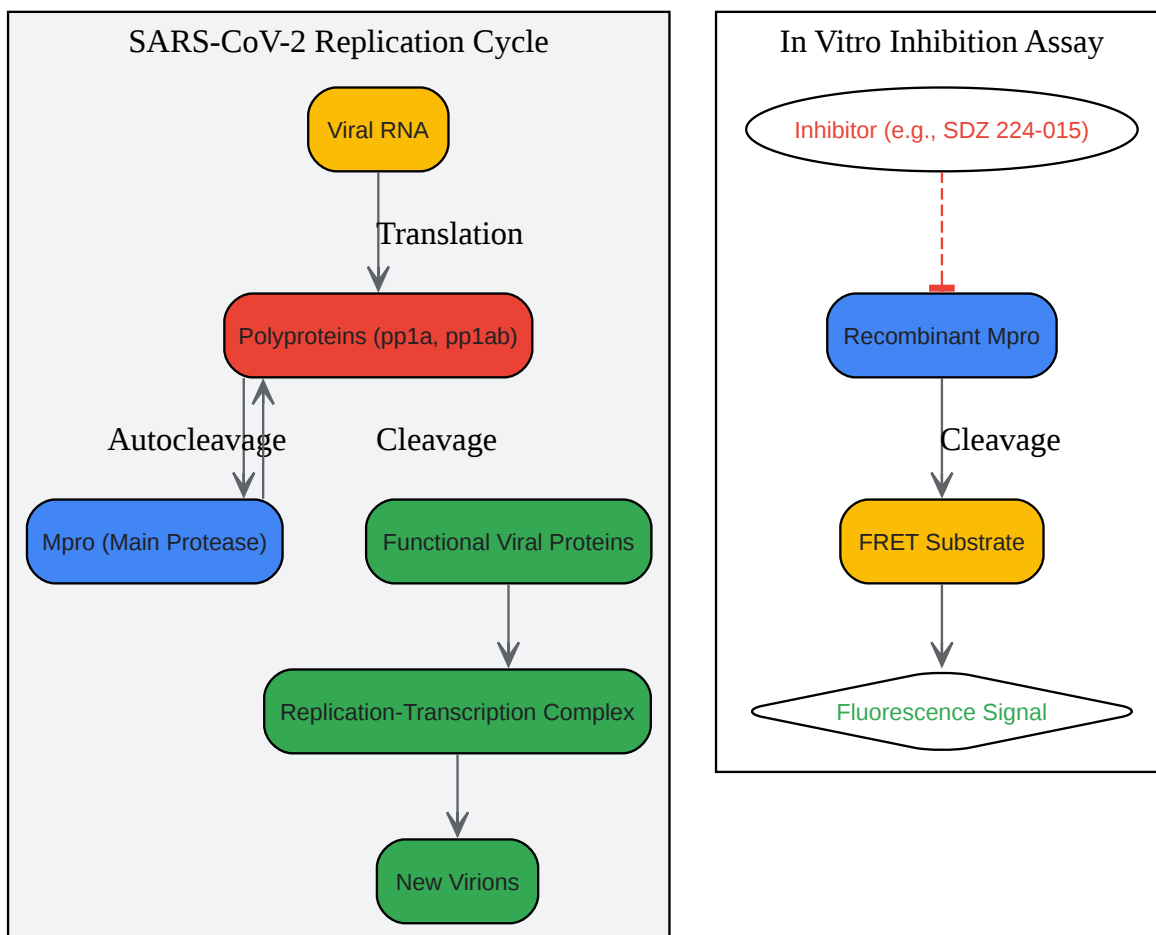 SARS-CoV-2 Replication Cycle
Viral RNA
Translation
Polyproteins (pp1a, pp1ab)
Autocleavage
Cleavage
Mpro (Main Protease)
Functional Viral Proteins
Replication-Transcription Complex
New Virions
In Vitro Inhibition Assay
Inhibitor (e.g., SDZ 224-015)
Recombinant Mpro
Cleavage
FRET Substrate
Fluorescence Signal